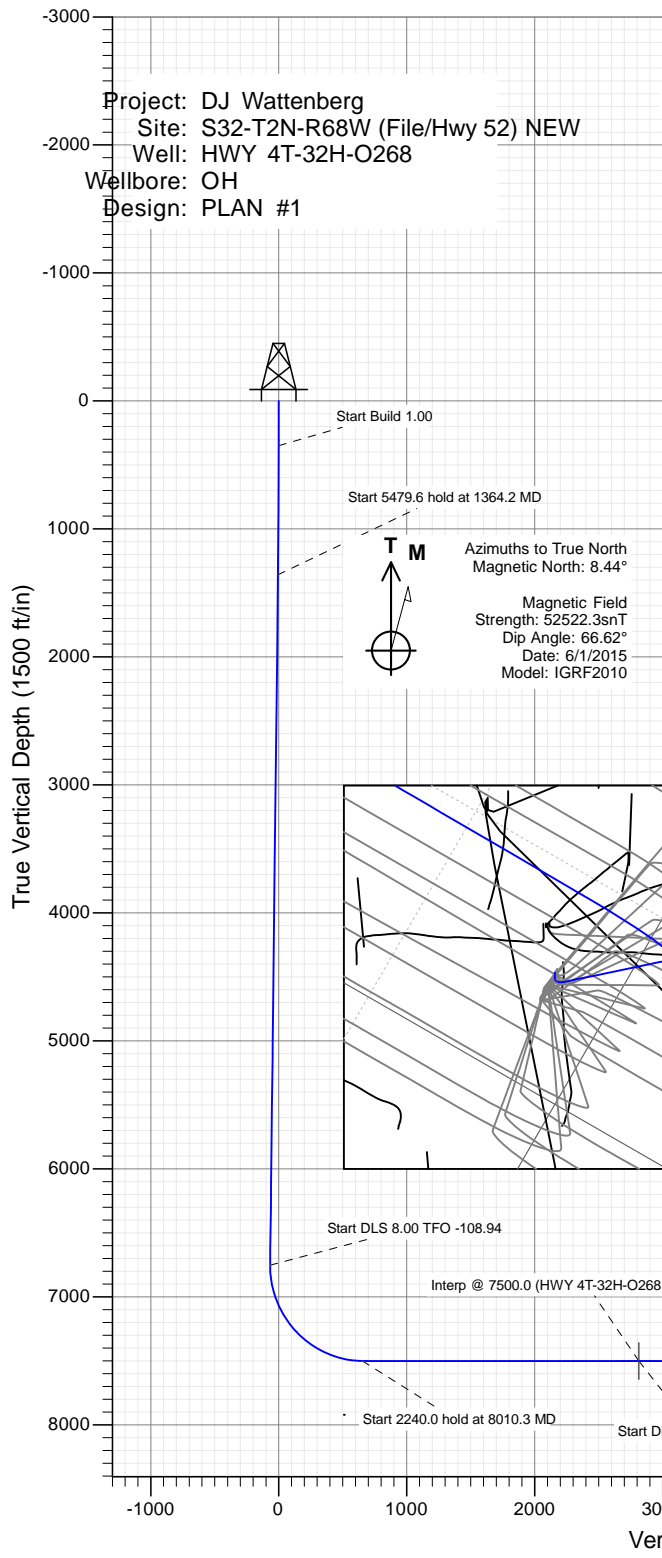 -3000
Project: DJ Wattenberg
Site: S32-T2N-R68W (File/Hwy 52) NEW
Well: HWY 4T-32H-O268
Wellbore: OH
Design: PLAN #1
-2000
-1000
0
Start Build 1.00
Start 5479.6 hold at 1364.2 MD
1000
T M
Azimuths to True North
Magnetic North: 8.44°
Magnetic Field
Strength: 52522.3snT
Dip Angle: 66.62°
Date: 6/1/2015
Model: IGRF2010
2000
True Vertical Depth (1500 ft/in)
3000
4000
5000
6000
Start DLS 8.00 TFO -108.94
7000
Interp @ 7500.0 (HWY 4T-32H-O268
Start 2240.0 hold at 8010.3 MD
Start D
8000
-1000
0
1000
2000
30
Ver